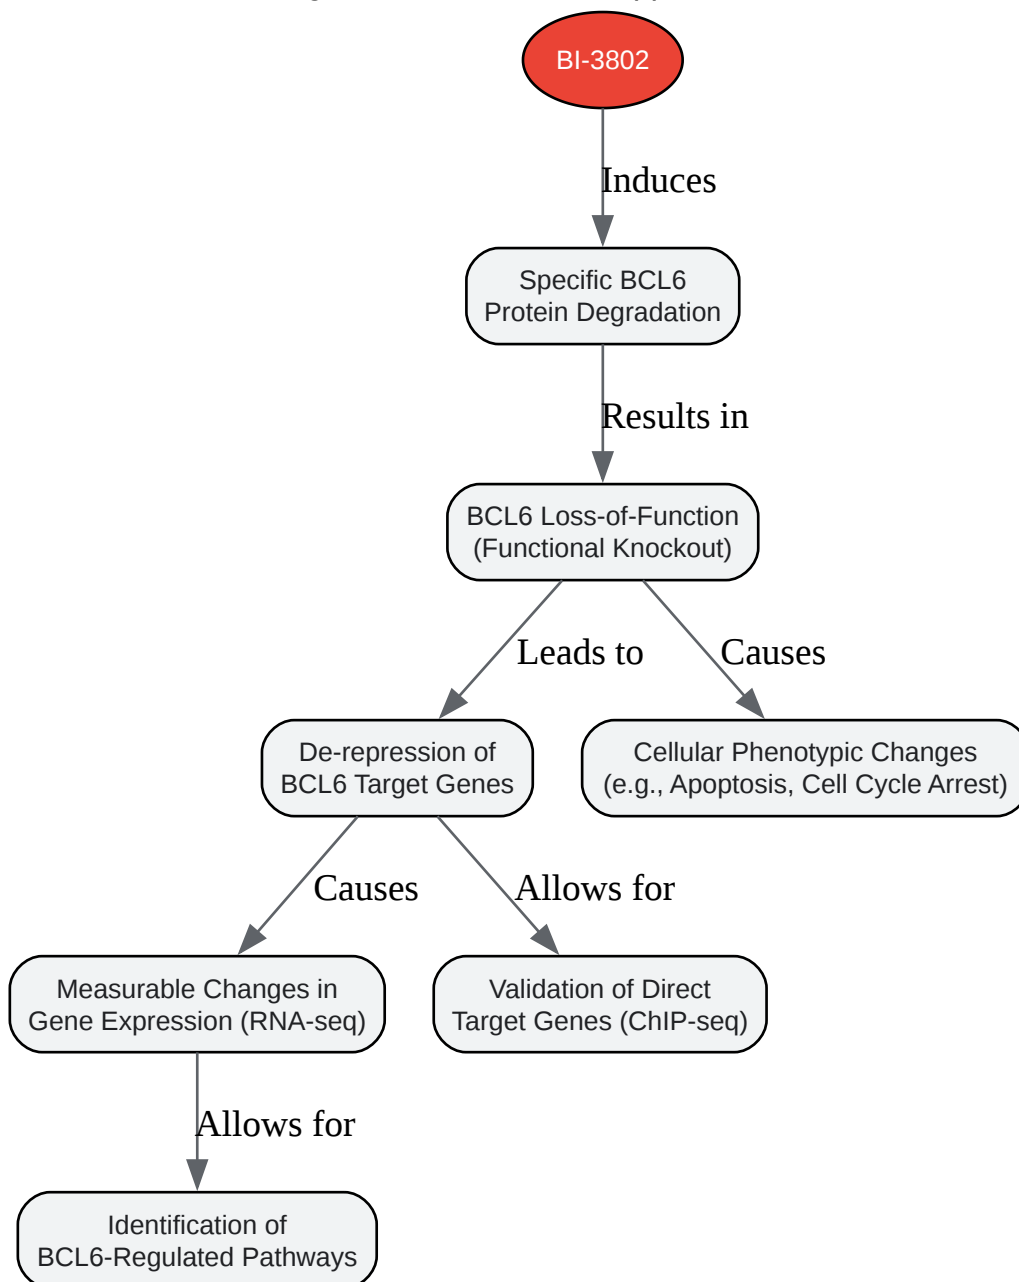 BI-3802
Induces
Specific BCL6
Protein Degradation
Results in
BCL6 Loss-of-Function
(Functional Knockout)
Leads to
Causes
De-repression of
BCL6 Target Genes
Cellular Phenotypic Changes
(e.g., Apoptosis, Cell Cycle Arrest)
Causes
Allows for
Measurable Changes in
Gene Expression (RNA-seq)
Validation of Direct
Target Genes (ChIP-seq)
Allows for
Identification of
BCL6-Regulated Pathways